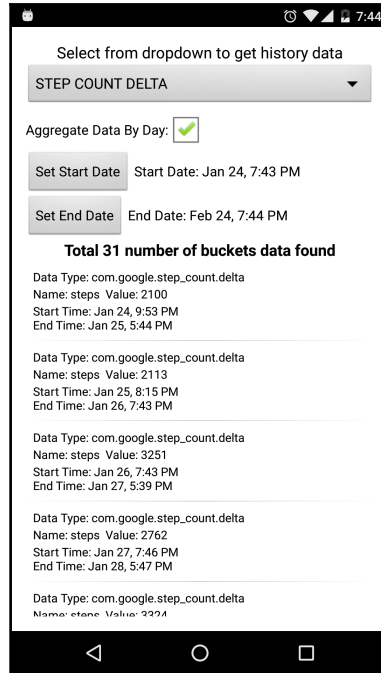 7:44
Select from dropdown to get history data
STEP COUNT DELTA
Aggregate Data By Day:
Set Start Date Start Date: Jan 24, 7:43 PM
Set End Date End Date: Feb 24, 7:44 PM
Total 31 number of buckets data found
Data Type: com.google.step_count.delta
Name: steps Value: 2100
Start Time: Jan 24, 9:53 PM
End Time: Jan 25, 5:44 PM
Data Type: com.google.step_count.delta
Name: steps Value: 2113
Start Time: Jan 25, 8:15 PM
End Time: Jan 26, 7:43 PM
Data Type: com.google.step_count.delta
Name: steps Value: 3251
Start Time: Jan 26, 7:43 PM
End Time: Jan 27, 5:39 PM
Data Type: com.google.step_count.delta
Name: steps Value: 2762
Start Time: Jan 27, 7:46 PM
End Time: Jan 28, 5:47 PM
Data Type: com.google.step_count.delta
Name: steps Value: 3324